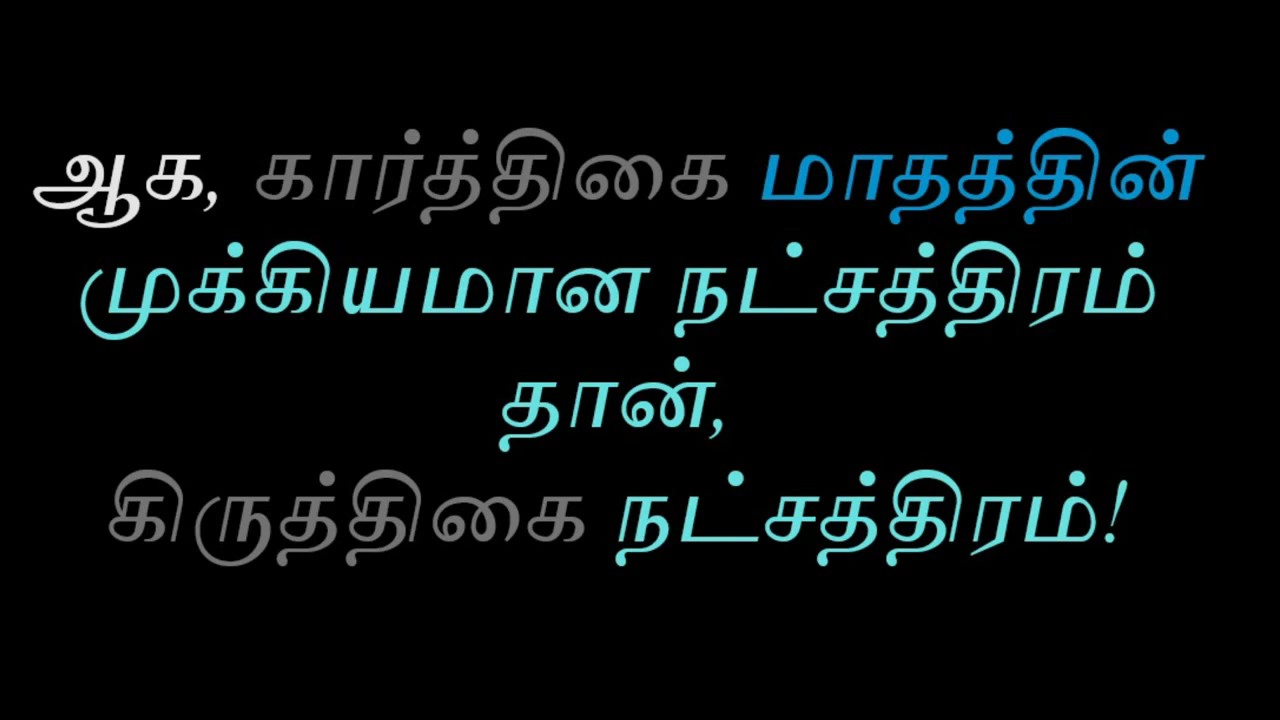 ஆக, கார்த்திகை மாதத்தின்
முக்கியமான நட்சத்திரம்
தான்,
கிருத்திகை நட்சத்திரம்!